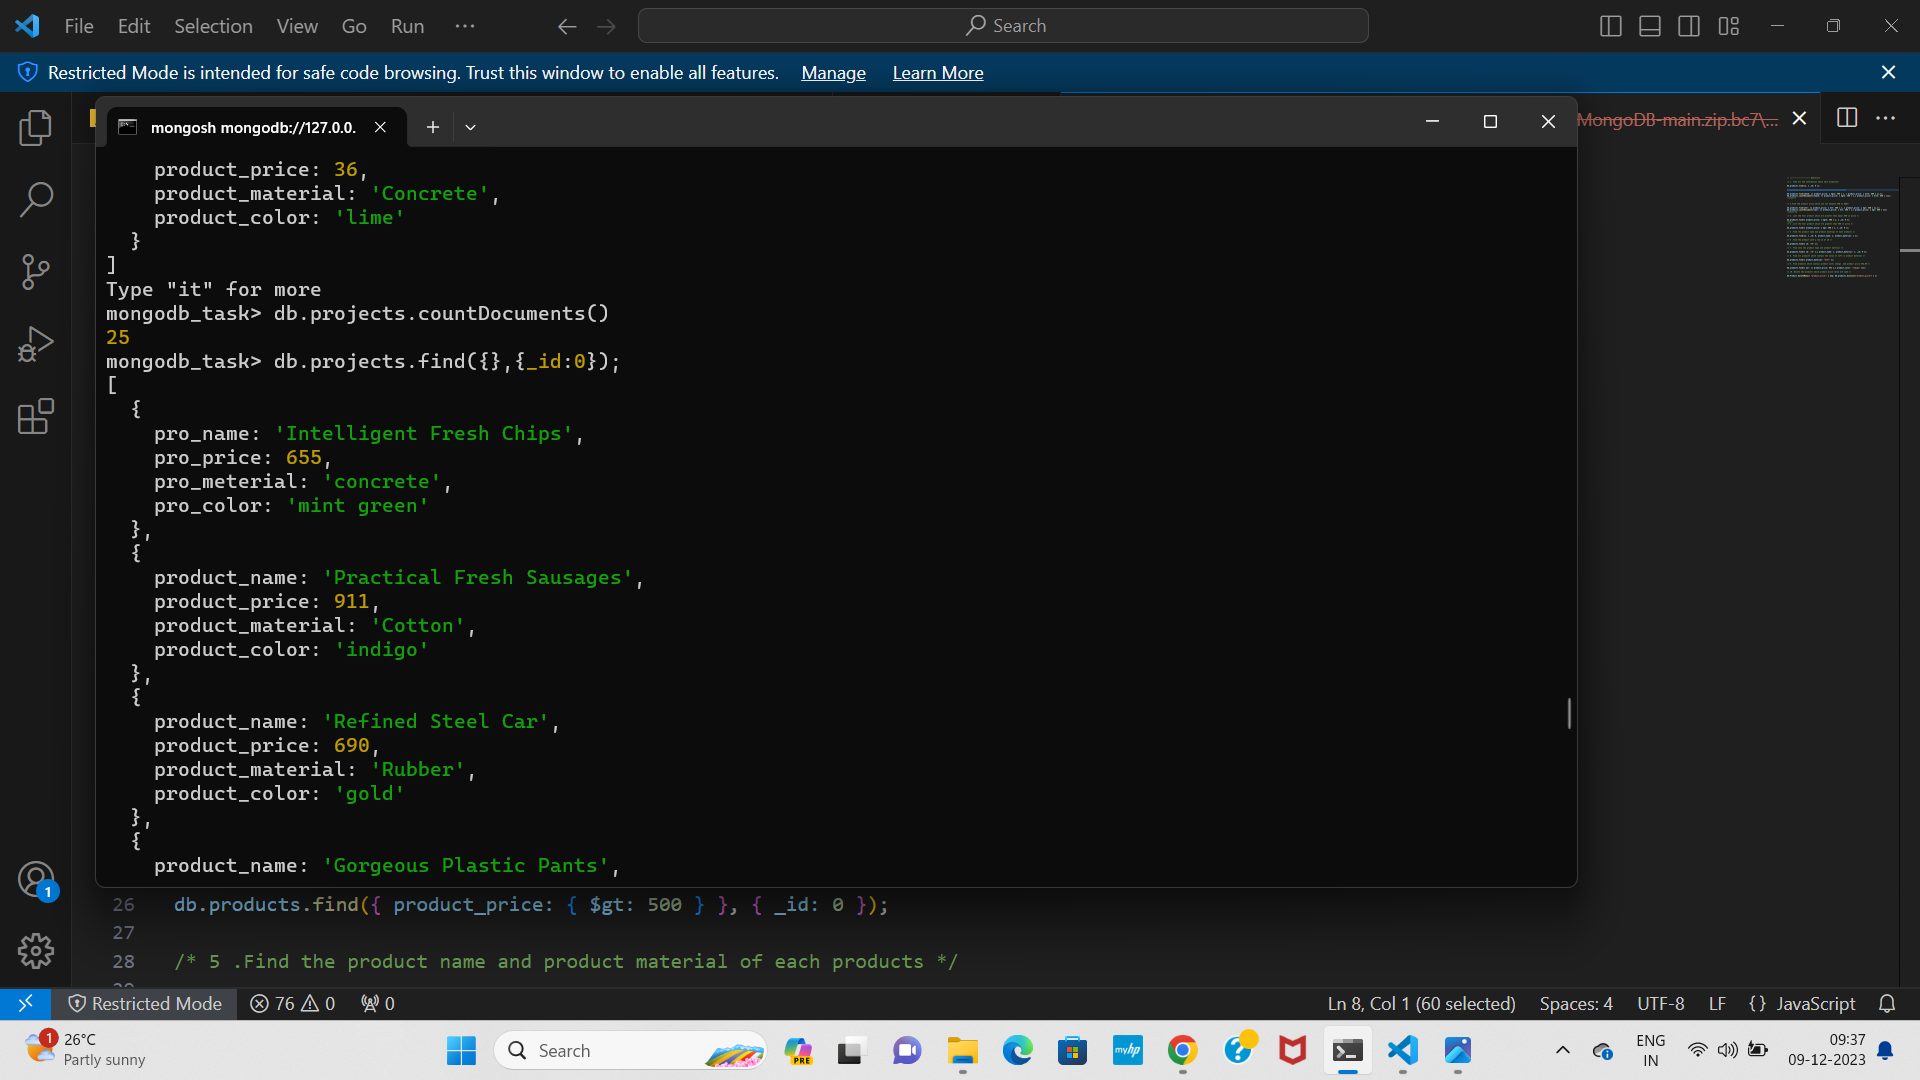 File Edit Selection View Go Run ··· Search
Restricted Mode is intended for safe code browsing. Trust this window to enable all features. Manage Learn More
mongosh mongodb://127.0.0.
MongoDB-main.zip.bc7\...
product_price: 36,
product_material: 'Concrete',
product_color: 'lime'
}
]
Type "it" for more
mongodb_task> db.projects.countDocuments()
25
mongodb_task> db.projects.find({},{_id:0});
[
{
pro_name: 'Intelligent Fresh Chips',
pro_price: 655,
pro_meterial: 'concrete',
pro_color: 'mint green'
},
{
product_name: 'Practical Fresh Sausages',
product_price: 911,
product_material: 'Cotton',
product_color: 'indigo'
},
{
product_name: 'Refined Steel Car',
product_price: 690,
product_material: 'Rubber',
product_color: 'gold'
},
{
product_name: 'Gorgeous Plastic Pants',
26 db.products.find({ product_price: { $gt: 500 } }, { _id: 0 });
27
28 /* 5 .Find the product name and product material of each products */
1
Restricted Mode 76 0 0 Ln 8, Col 1 (60 selected) Spaces: 4 UTF-8 LF {} JavaScript
1 26°C
Partly sunny
Search
PRE
myhp
ENG
IN
09:37
09-12-2023